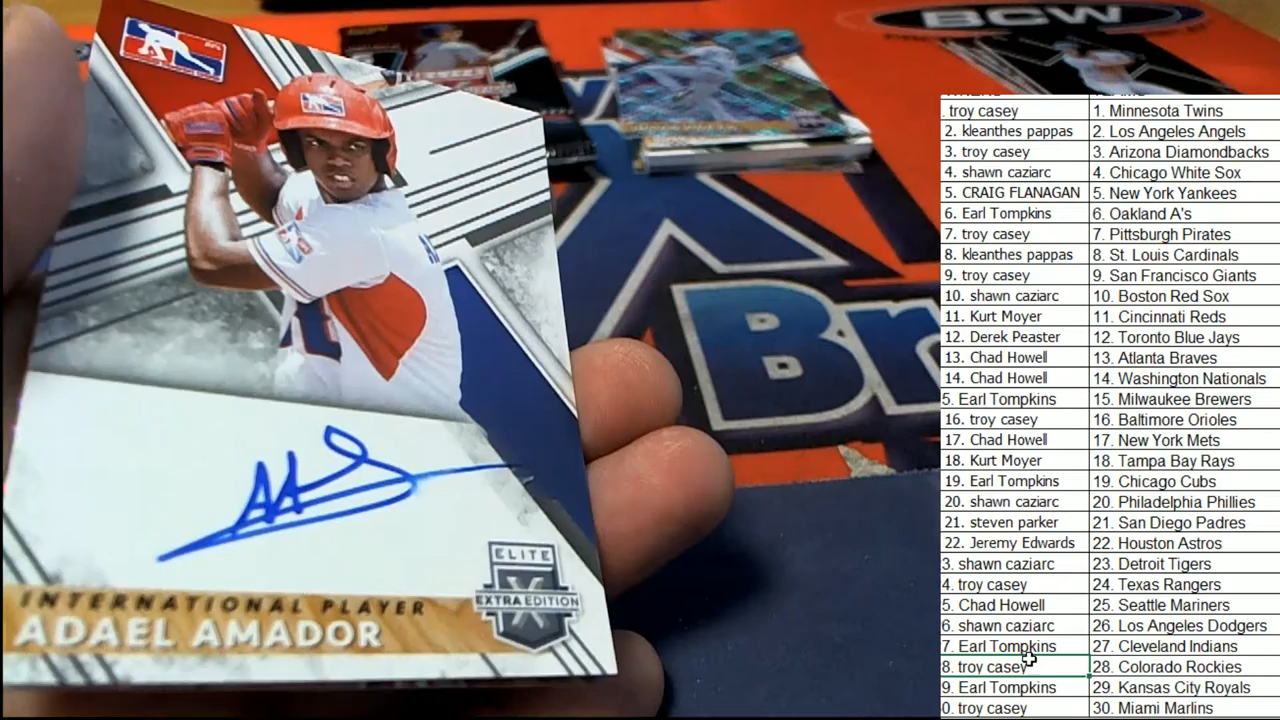 BCW
troy casey 1. Minnesota Twins
2. kleanthes pappas 2. Los Angeles Angels
3. troy casey 3. Arizona Diamondbacks
4. shawn caziarc 4. Chicago White Sox
5. CRAIG FLANAGAN 5. New York Yankees
6. Earl Tompkins 6. Oakland A's
7. troy casey 7. Pittsburgh Pirates
8. kleanthes pappas 8. St. Louis Cardinals
9. troy casey 9. San Francisco Giants
10. shawn caziarc 10. Boston Red Sox
11. Kurt Moyer 11. Cincinnati Reds
12. Derek Peaster 12. Toronto Blue Jays
13. Chad Howell 13. Atlanta Braves
14. Chad Howell 14. Washington Nationals
5. Earl Tompkins 15. Milwaukee Brewers
16. troy casey 16. Baltimore Orioles
17. Chad Howell 17. New York Mets
18. Kurt Moyer 18. Tampa Bay Rays
19. Earl Tompkins 19. Chicago Cubs
20. shawn caziarc 20. Philadelphia Phillies
21. steven parker 21. San Diego Padres
22. Jeremy Edwards 22. Houston Astros
3. shawn caziarc 23. Detroit Tigers
4. troy casey 24. Texas Rangers
5. Chad Howell 25. Seattle Mariners
6. shawn caziarc 26. Los Angeles Dodgers
7. Earl Tompkins 27. Cleveland Indians
8. troy casey 28. Colorado Rockies
9. Earl Tompkins 29. Kansas City Royals
0. troy casey 30. Miami Marlins
Br
ELITE
EXTRA EDITION
INTERNATIONAL PLAYER
ADAEL AMADOR